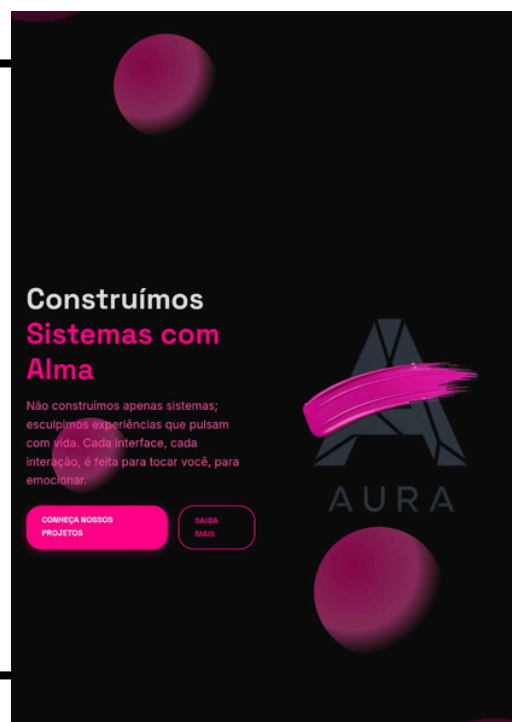 Construímos
Sistemas com
Alma
Não construímos apenas sistemas;
esculpimos experiências que pulsam
com vida. Cada interface, cada
interação, é feita para tocar você, para
emocionar.
CONHEÇA NOSSOS
PROJETOS
SAIBA
MAIS
AURA